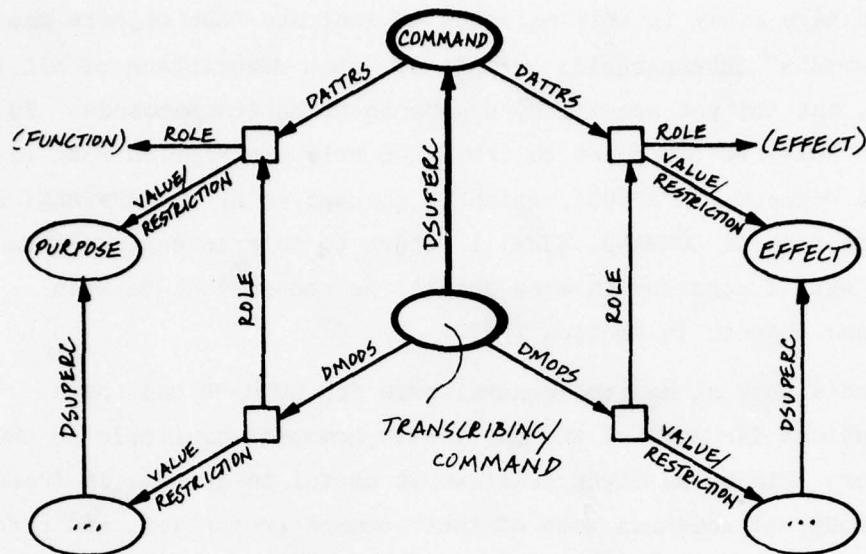 COMMAND
DATTRS
DATTRS
(FUNCTION)
ROLE
ROLE
(EFFECT)
VALUE/
RESTRICTION
VALUE/
RESTRICTION
PURPOSE
DSUPERC
EFFECT
ROLE
ROLE
DSUPERC
DSUPERC
DMODS
DMODS
TRANSCRIBING/
COMMAND
VALUE
RESTRICTION
VALUE/
RESTRICTION
...
...